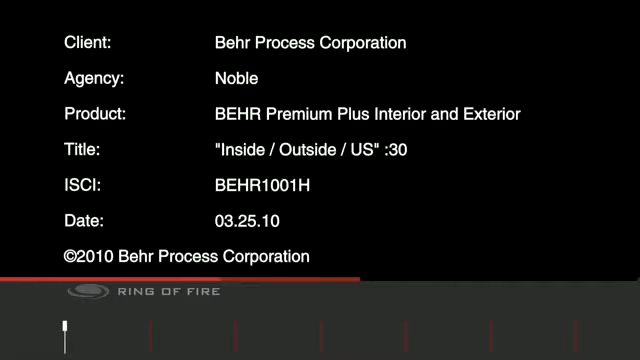 Client: Behr Process Corporation
Agency: Noble
Product: BEHR Premium Plus Interior and Exterior
Title: "Inside / Outside / US" :30
ISCI: BEHR1001H
Date: 03.25.10
©2010 Behr Process Corporation
RING OF FIRE